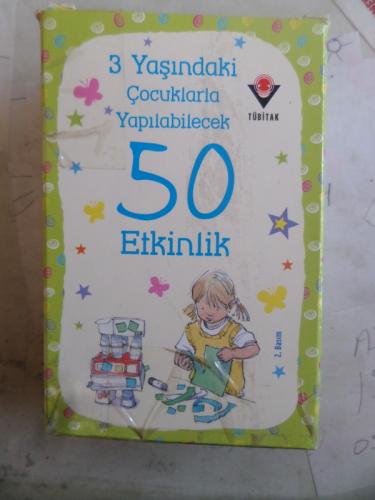 3 Yaşındaki
Çocuklarla
Yapılabilecek
50
Etkinlik
TÜBİTAK
2. Basım